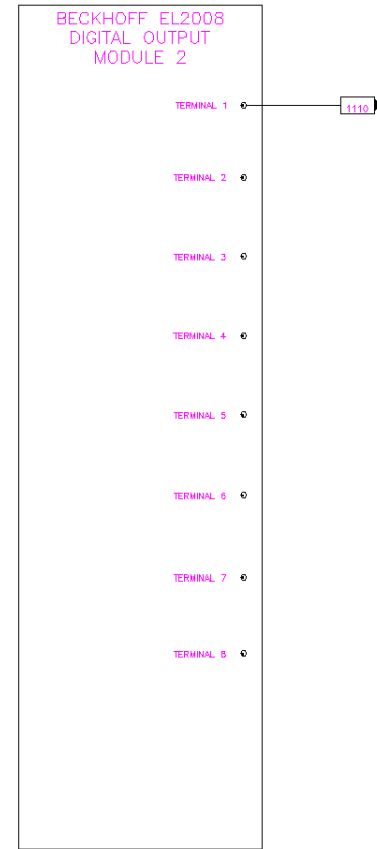 BECKHOFF EL2008
DIGITAL OUTPUT
MODULE 2
TERMINAL 1
1110
TERMINAL 2
TERMINAL 3
TERMINAL 4
TERMINAL 5
TERMINAL 6
TERMINAL 7
TERMINAL 8